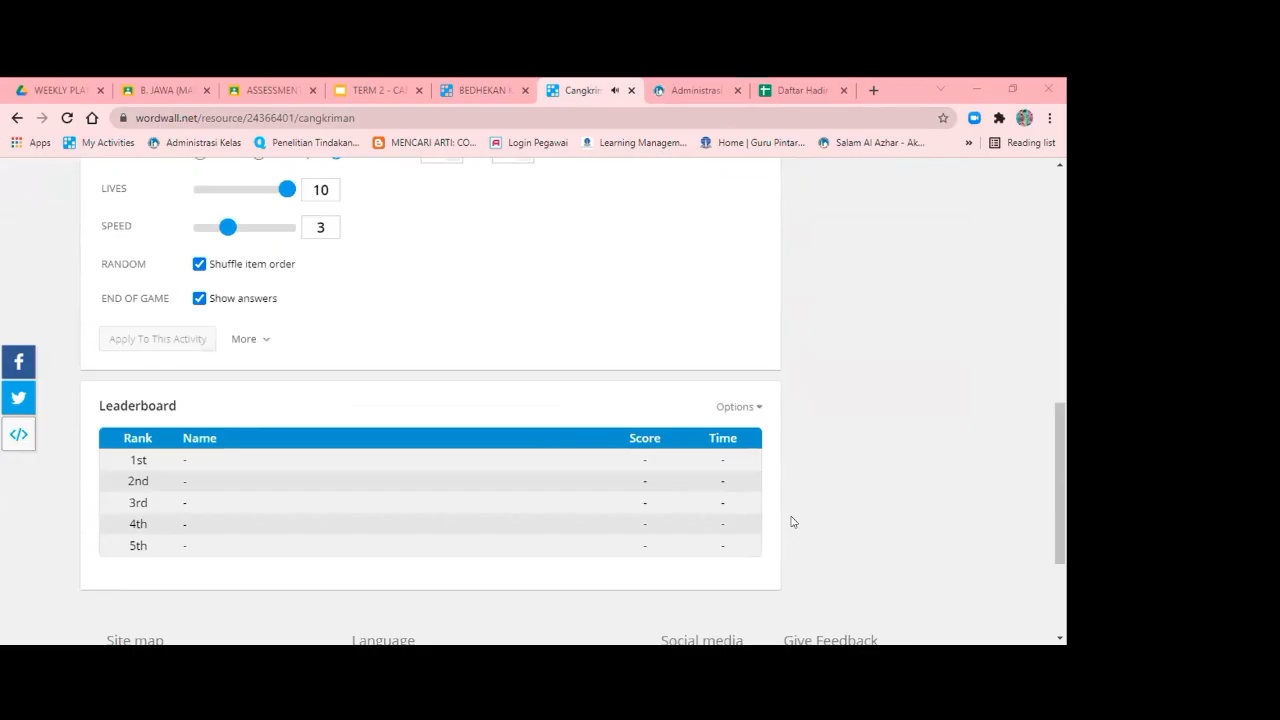 WEEKLY PLA
B. JAWA (MA
ASSESSMENT
TERM 2 - CA
BEDHEKAN
Cangkrim
Administrasi
Daftar Hadir
wordwall.net/resource/24366401/cangkriman
Apps
My Activities
Administrasi Kelas
Penelitian Tindakan...
MENCARI ARTI: CO...
Login Pegawai
Learning Managem...
Home | Guru Pintar...
Salam Al Azhar - Ak...
»
Reading list
LIVES 10
SPEED 3
RANDOM Shuffle item order
END OF GAME Show answers
Apply To This Activity More
Leaderboard Options
Rank Name Score Time
1st - - -
2nd - - -
3rd - - -
4th - - -
5th - - -
Site map Language Social media Give Feedback